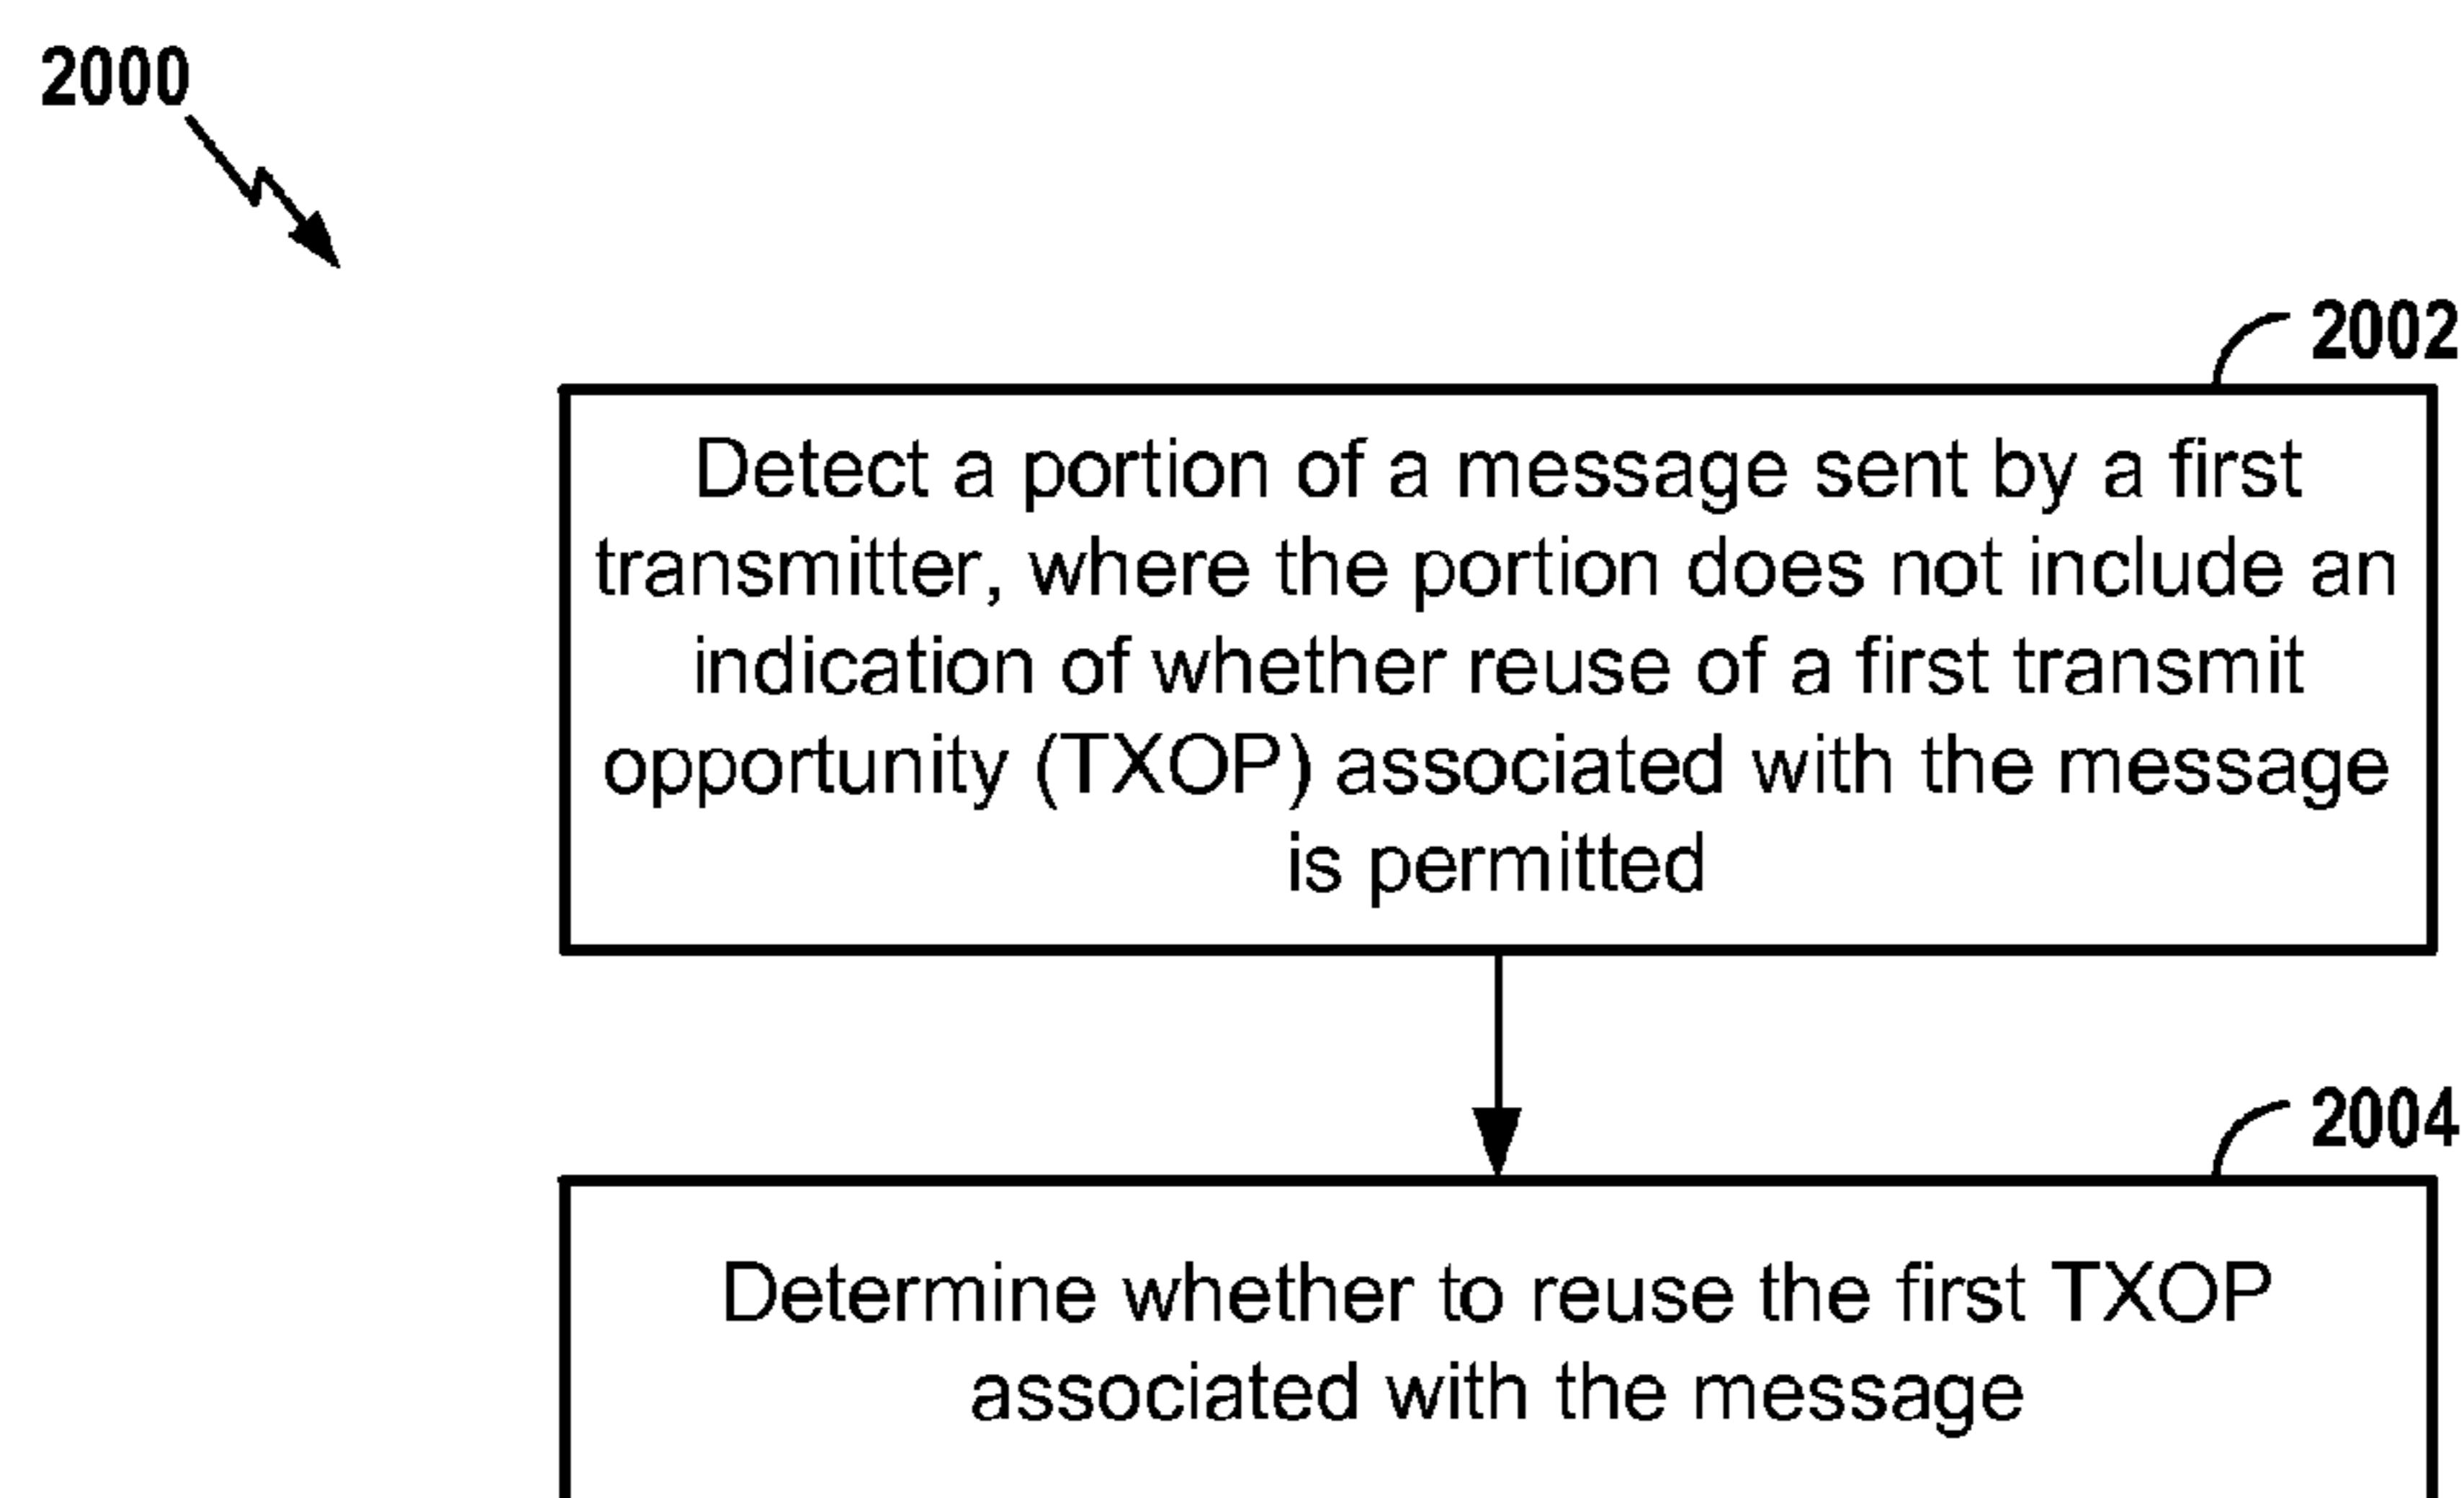 2000
2002
Detect a portion of a message sent by a first
transmitter, where the portion does not include an
indication of whether reuse of a first transmit
opportunity (TXOP) associated with the message
is permitted
2004
Determine whether to reuse the first TXOP
associated with the message